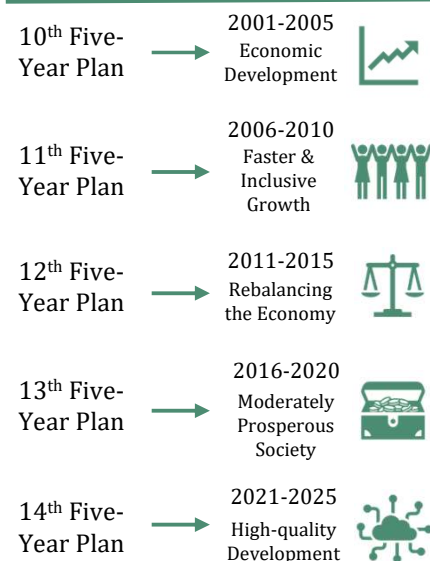 10th Five-
Year Plan
2001-2005
Economic
Development
11th Five-
Year Plan
2006-2010
Faster &
Inclusive
Growth
12th Five-
Year Plan
2011-2015
Rebalancing
the Economy
13th Five-
Year Plan
2016-2020
Moderately
Prosperous
Society
14th Five-
Year Plan
2021-2025
High-quality
Development